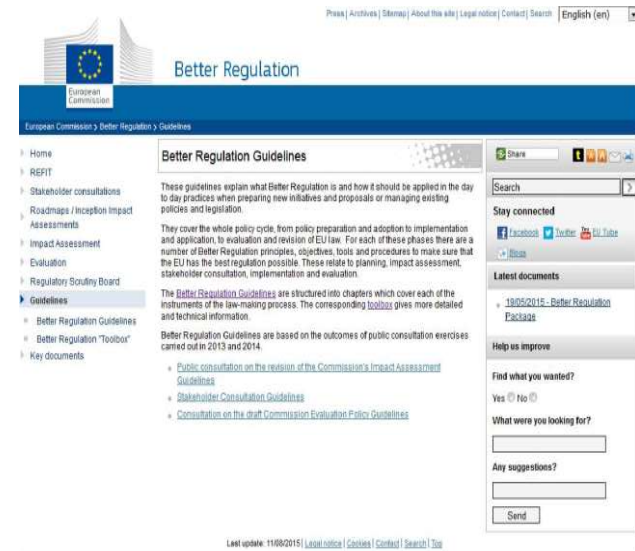 Press | Archives | Sitemap | About this site | Legal notice | Contact | Search
English (en)
European
Commission
Better Regulation
European Commission > Better Regulation > Guidelines
Home
REFIT
Stakeholder consultations
Roadmaps / Inception Impact
Assessments
Impact Assessment
Evaluation
Regulatory Scrutiny Board
Guidelines
Better Regulation Guidelines
Better Regulation "Toolbox"
Key documents
Better Regulation Guidelines
These guidelines explain what Better Regulation is and how it should be applied in the day
to day practices when preparing new initiatives and proposals or managing existing
policies and legislation.
They cover the whole policy cycle, from policy preparation and adoption to implementation
and application, to evaluation and revision of EU law. For each of these phases there are a
number of Better Regulation principles, objectives, tools and procedures to make sure that
the EU has the best regulation possible. These relate to planning, impact assessment,
stakeholder consultation, implementation and evaluation.
The Better Regulation Guidelines are structured into chapters which cover each of the
instruments of the law-making process. The corresponding toolbox gives more detailed
and technical information.
Better Regulation Guidelines are based on the outcomes of public consultation exercises
carried out in 2013 and 2014.
Public consultation on the revision of the Commission's Impact Assessment
Guidelines
Stakeholder Consultation Guidelines
Consultation on the draft Commission Evaluation Policy Guidelines
Share
Search
Stay connected
Facebook Twitter EU Tube
Blogs
Latest documents
19/05/2015 - Better Regulation
Package
Help us improve
Find what you wanted?
Yes No
What were you looking for?
Any suggestions?
Send
Last update: 11/08/2015 | Legal notice | Cookies | Contact | Search | Top